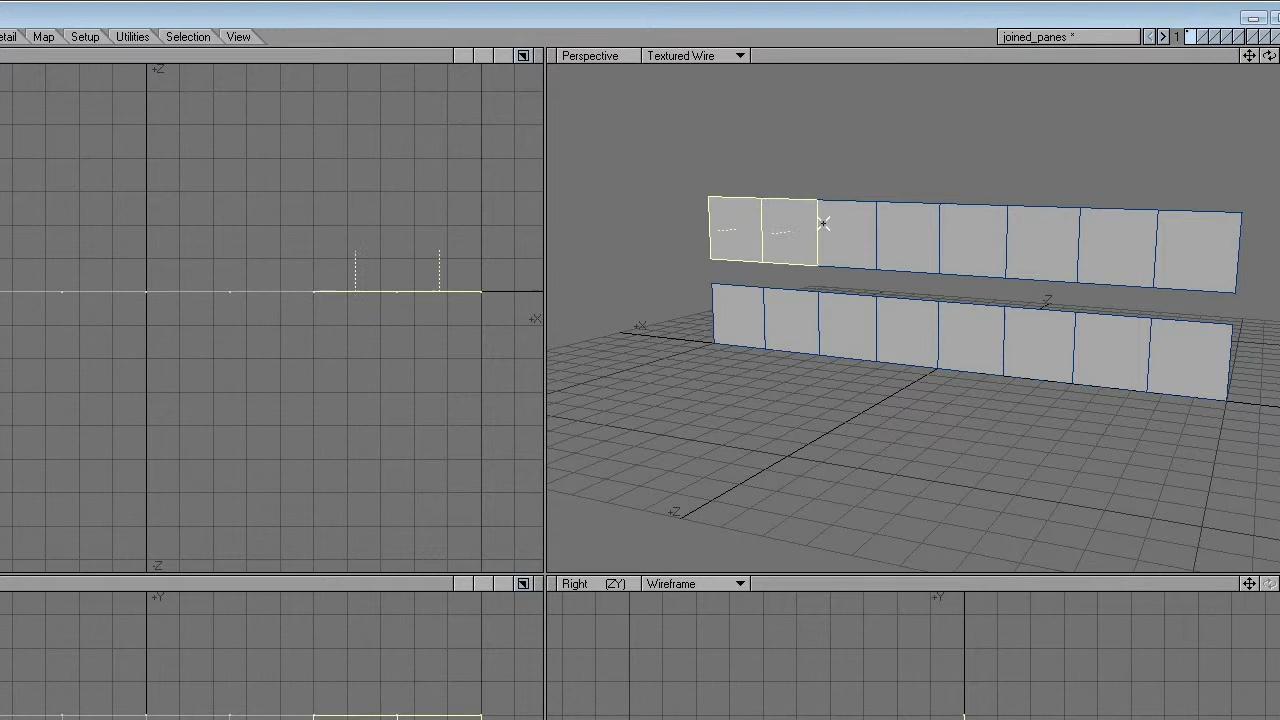 etail Map Setup Utilities Selection View joined_panes * < > 1
Perspective Textured Wire
+Z
+X
Z
+X
+Z
-Z
Right (ZY) Wireframe
+Y +Y